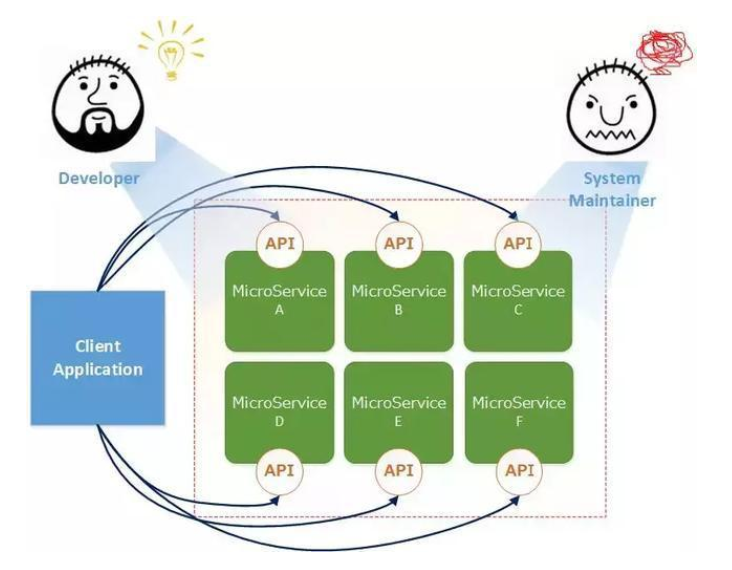 Developer
System
Maintainer
API
API
API
MicroService
A
MicroService
B
MicroService
C
Client
Application
MicroService
D
MicroService
E
MicroService
F
API
API
API